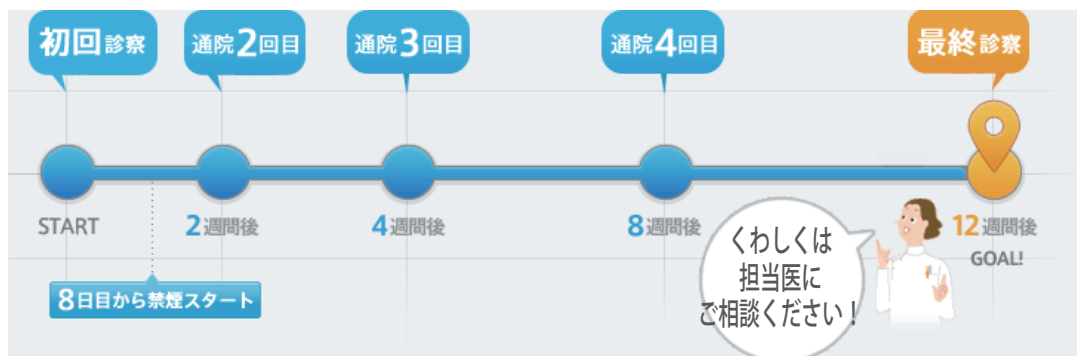 初回診察
通院2回目
通院3回目
通院4回目
最終診察
START
2週間後
4週間後
8週間後
12週間後
GOAL!
8日目から禁煙スタート
くわしくは
担当医に
ご相談ください！